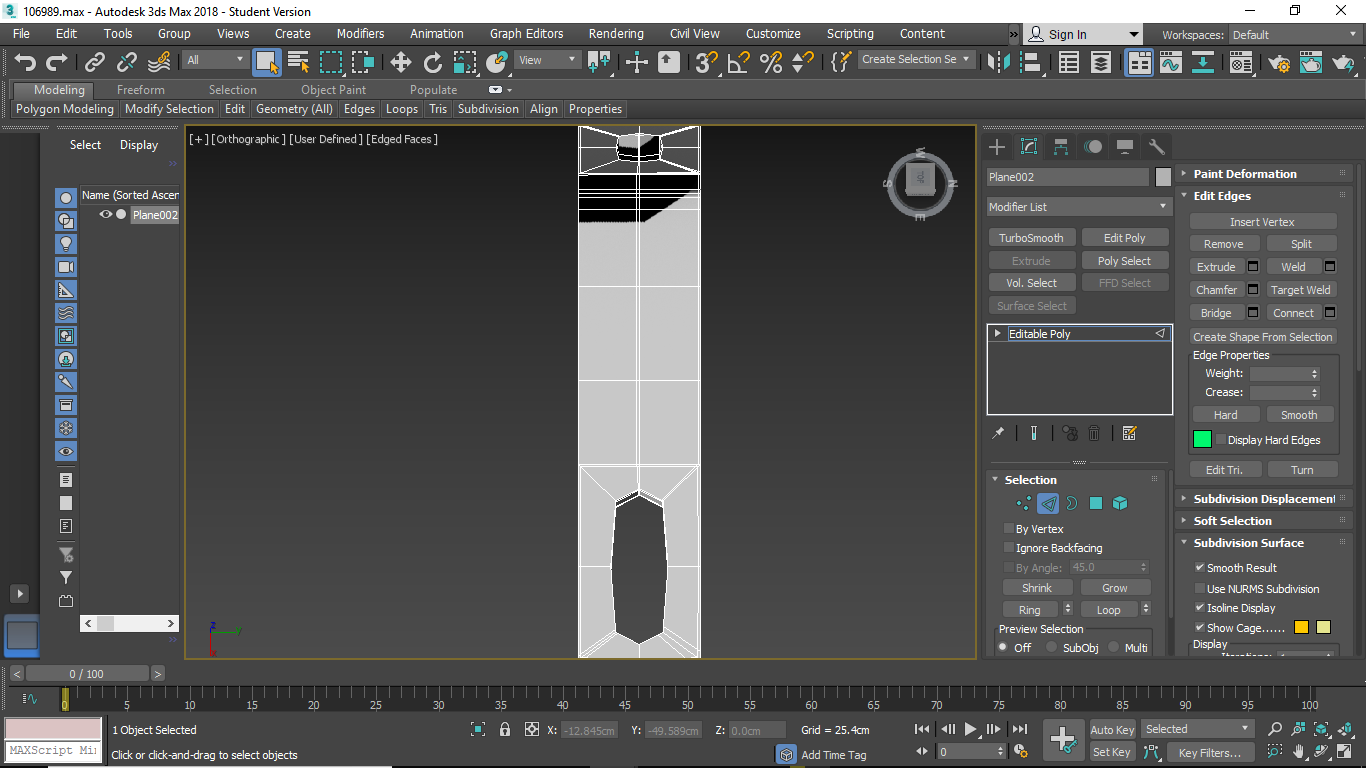 106989.max - Autodesk 3ds Max 2018 - Student Version
File Edit Tools Group Views Create Modifiers Animation Graph Editors Rendering Civil View Customize Scripting Content » Sign In Workspaces: Default
All View Create Selection Se
Modeling Freeform Selection Object Paint Populate
Polygon Modeling Modify Selection Edit Geometry (All) Edges Loops Tris Subdivision Align Properties
Select Display
Name (Sorted Ascen
Plane002
[+] [Orthographic] [User Defined] [Edged Faces]
W
S TOP N
E
Plane002
Modifier List
TurboSmooth Edit Poly
Extrude Poly Select
Vol. Select FFD Select
Surface Select
Editable Poly
Selection
By Vertex
Ignore Backfacing
By Angle: 45.0
Shrink Grow
Ring Loop
Preview Selection
Off SubObj Multi
Paint Deformation
Edit Edges
Insert Vertex
Remove Split
Extrude Weld
Chamfer Target Weld
Bridge Connect
Create Shape From Selection
Edge Properties
Weight:
Crease:
Hard Smooth
Display Hard Edges
Edit Tri. Turn
Subdivision Displacement
Soft Selection
Subdivision Surface
Smooth Result
Use NURMS Subdivision
Isoline Display
Show Cage......
Display
z
Y
x
< 0 / 100 >
0 5 10 15 20 25 30 35 40 45 50 55 60 65 70 75 80 85 90 95 100
1 Object Selected X: -12.845cm Y: -49.589cm Z: 0.0cm Grid = 25.4cm Auto Key Selected
MAXScript Mi
Click or click-and-drag to select objects Add Time Tag 0 Set Key Key Filters...